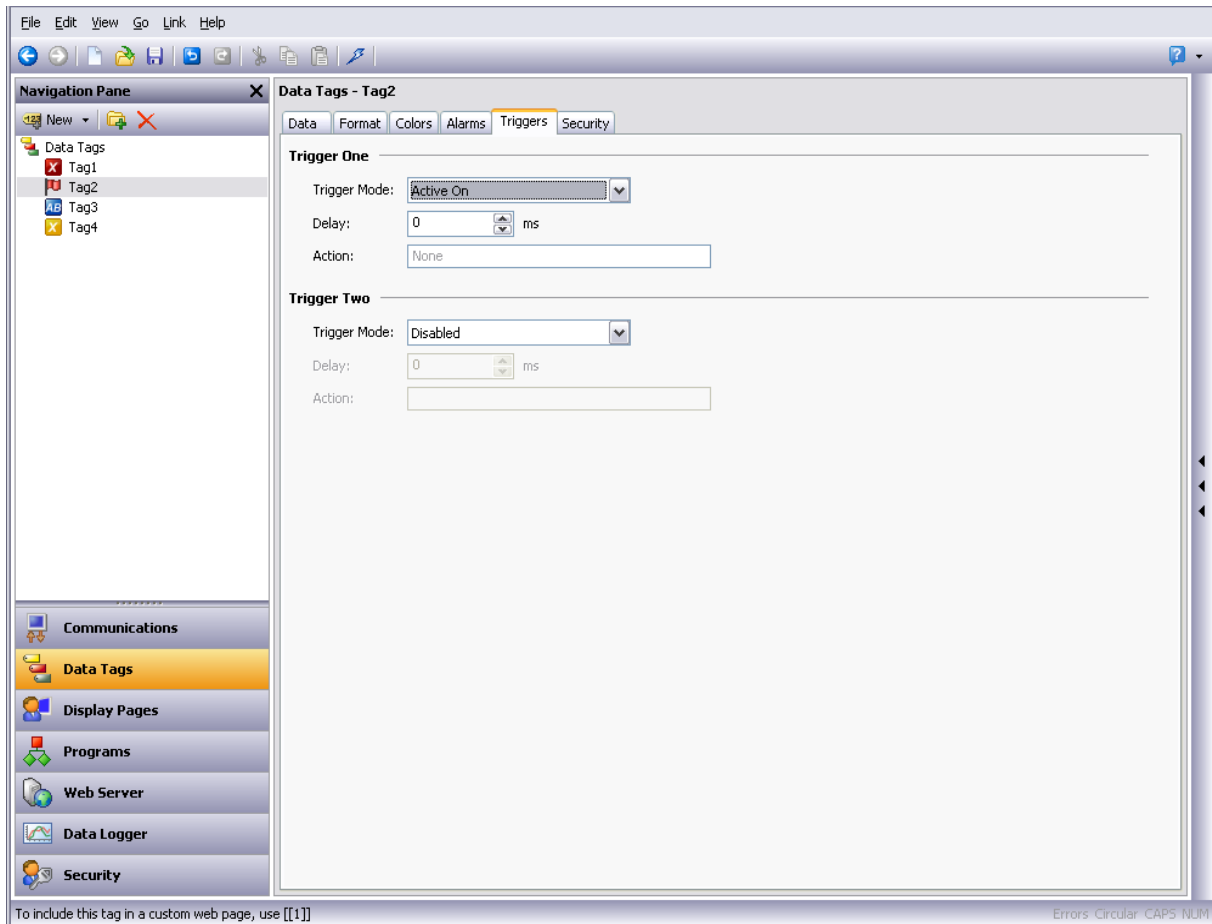 File Edit View Go Link Help
Navigation Pane
New
Data Tags
Tag1
Tag2
Tag3
Tag4
Communications
Data Tags
Display Pages
Programs
Web Server
Data Logger
Security
Data Tags - Tag2
Data Format Colors Alarms Triggers Security
Trigger One
Trigger Mode: Active On
Delay: 0 ms
Action: None
Trigger Two
Trigger Mode: Disabled
Delay: 0 ms
Action:
To include this tag in a custom web page, use [[1]]
Errors Circular CAPS NUM